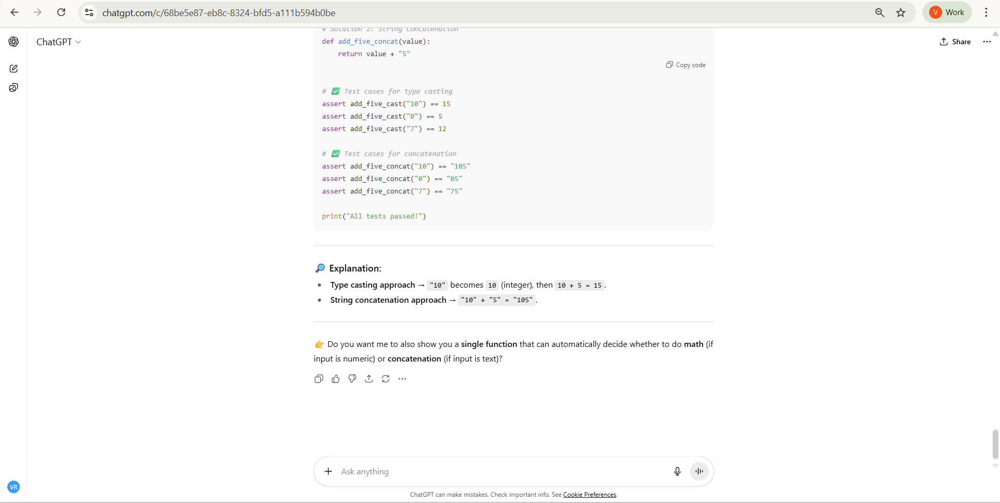 chatgpt.com/c/68be5e87-eb8c-8324-bfd5-a111b594b0be
V Work
ChatGPT
Share
# Solution 2: String concatenation
def add_five_concat(value):
    return value + "5"
Copy code
# ✅ Test cases for type casting
assert add_five_cast("10") == 15
assert add_five_cast("0") == 5
assert add_five_cast("7") == 12
# ✅ Test cases for concatenation
assert add_five_concat("10") == "105"
assert add_five_concat("0") == "05"
assert add_five_concat("7") == "75"
print("All tests passed!")
🔎 Explanation:
• Type casting approach → "10" becomes 10 (integer), then 10 + 5 = 15.
• String concatenation approach → "10" + "5" = "105".
👉 Do you want me to also show you a single function that can automatically decide whether to do math (if
input is numeric) or concatenation (if input is text)?
Ask anything
VR
ChatGPT can make mistakes. Check important info. See Cookie Preferences.